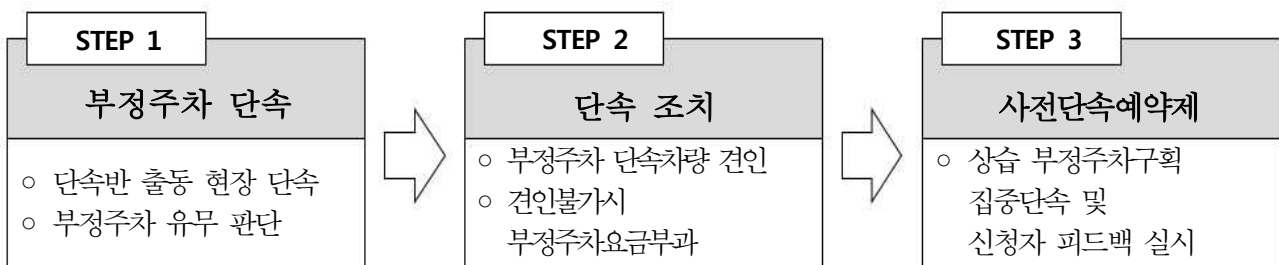 STEP 1
부정주차 단속
○ 단속반 출동 현장 단속
○ 부정주차 유무 판단
STEP 2
단속 조치
○ 부정주차 단속차량 견인
○ 견인불가시
부정주차요금부과
STEP 3
사전단속예약제
○ 상습 부정주차구획
집중단속 및
신청자 피드백 실시